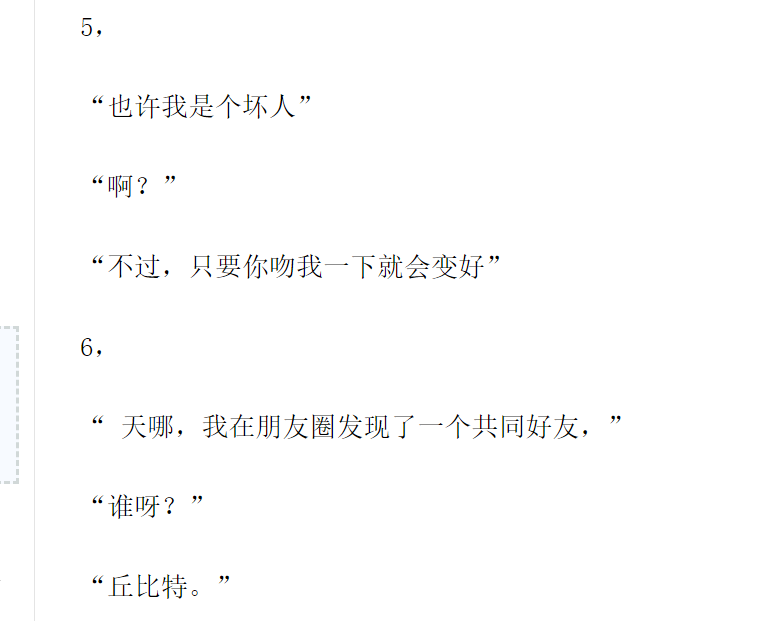 5，
“也许我是个坏人”
“啊？”
“不过，只要你吻我一下就会变好”
6，
“ 天哪，我在朋友圈发现了一个共同好友，”
“谁呀？”
“丘比特。”